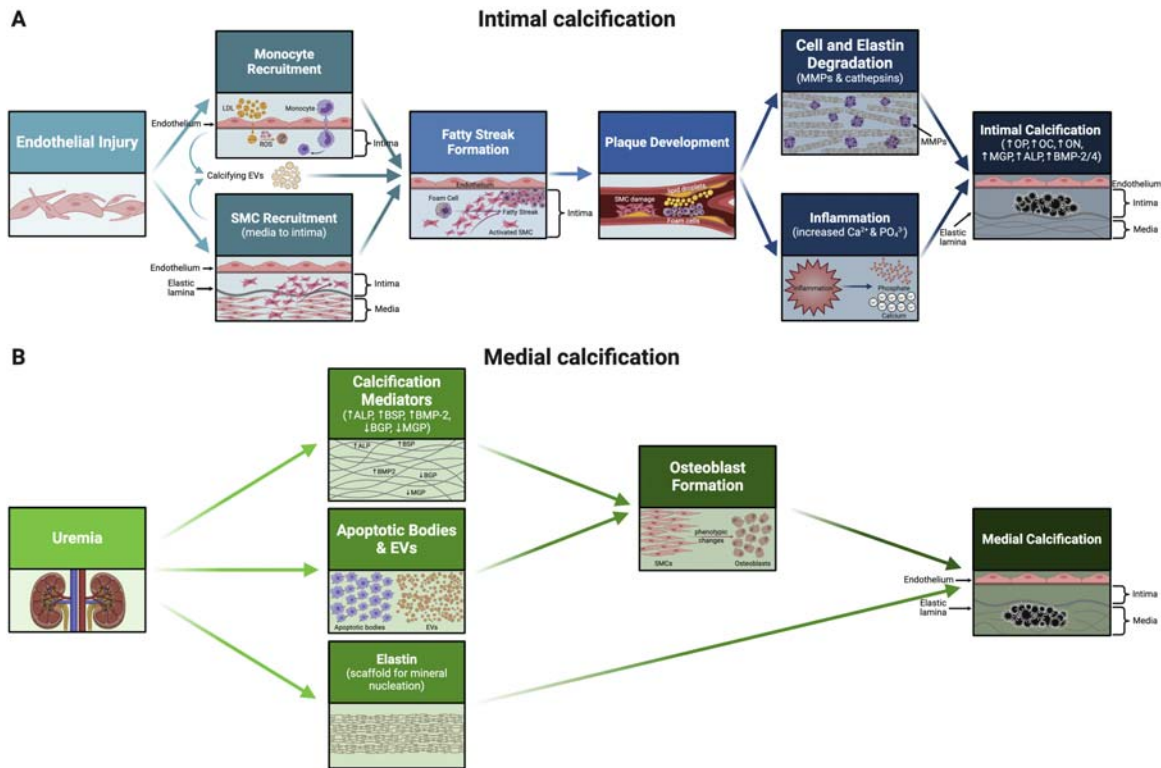 A
Intimal calcification
Endothelial Injury
Monocyte
Recruitment
LDL
Monocyte
Endothelium
ROS
Intima
Calcifying EVs
SMC Recruitment
(media to intima)
Endothelium
Elastic
lamina
Intima
Media
Fatty Streak
Formation
Endothelium
Foam Cell
Fatty Streak
Activated SMC
Intima
Plaque Development
SMC damage
lipid droplets
Foam cells
Cell and Elastin
Degradation
(MMPs & cathepsins)
MMPs
Inflammation
(increased Ca²⁺ & PO₄³⁻)
Inflammation
Phosphate
Calcium
Intimal Calcification
(↑OP, ↑OC, ↑ON,
↑MGP, ↑ALP, ↑BMP-2/4)
Endothelium
Intima
Elastic
lamina
Media
B
Medial calcification
Uremia
Calcification
Mediators
(↑ALP, ↑BSP, ↑BMP-2,
↓BGP, ↓MGP)
↑ALP
↑BSP
↑BMP2
↓BGP
↓MGP
Apoptotic Bodies
& EVs
Apoptotic bodies
EVs
Elastin
(scaffold for mineral
nucleation)
Osteoblast
Formation
phenotypic
changes
SMCs
Osteoblasts
Medial Calcification
Endothelium
Intima
Elastic
lamina
Media